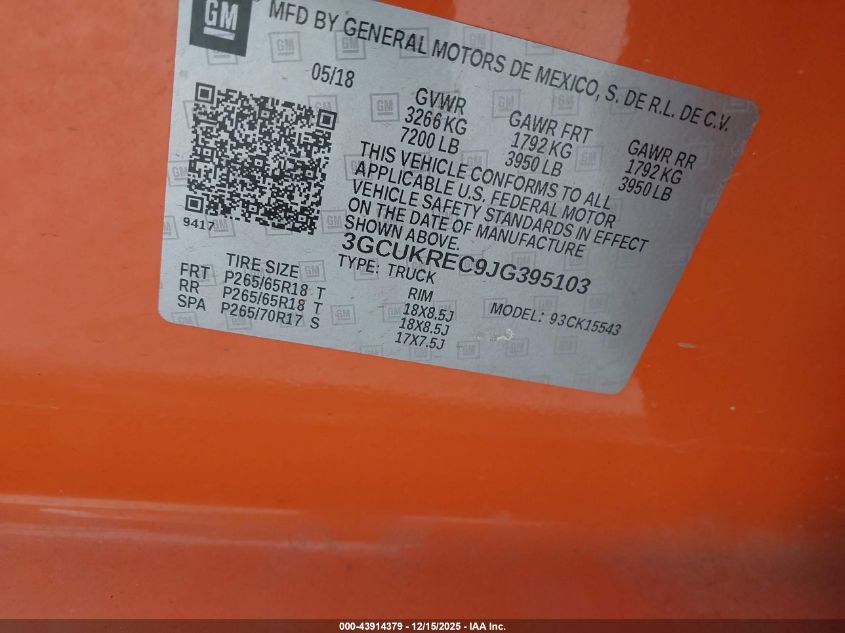 GM
MFD BY GENERAL MOTORS DE MEXICO, S. DE R.L. DE C.V.
05/18
GVWR GAWR FRT GAWR RR
3266 KG 1792 KG 1792 KG
7200 LB 3950 LB 3950 LB
THIS VEHICLE CONFORMS TO ALL
APPLICABLE U.S. FEDERAL MOTOR
VEHICLE SAFETY STANDARDS IN EFFECT
ON THE DATE OF MANUFACTURE
SHOWN ABOVE.
9417
3GCUKREC9JG395103
TYPE: TRUCK
MODEL: 93CK15543
TIRE SIZE RIM
FRT P265/65R18 T 18X8.5J
RR P265/65R18 T 18X8.5J
SPA P265/70R17 S 17X7.5J
000-43914379 - 12/15/2025 - IAA Inc.